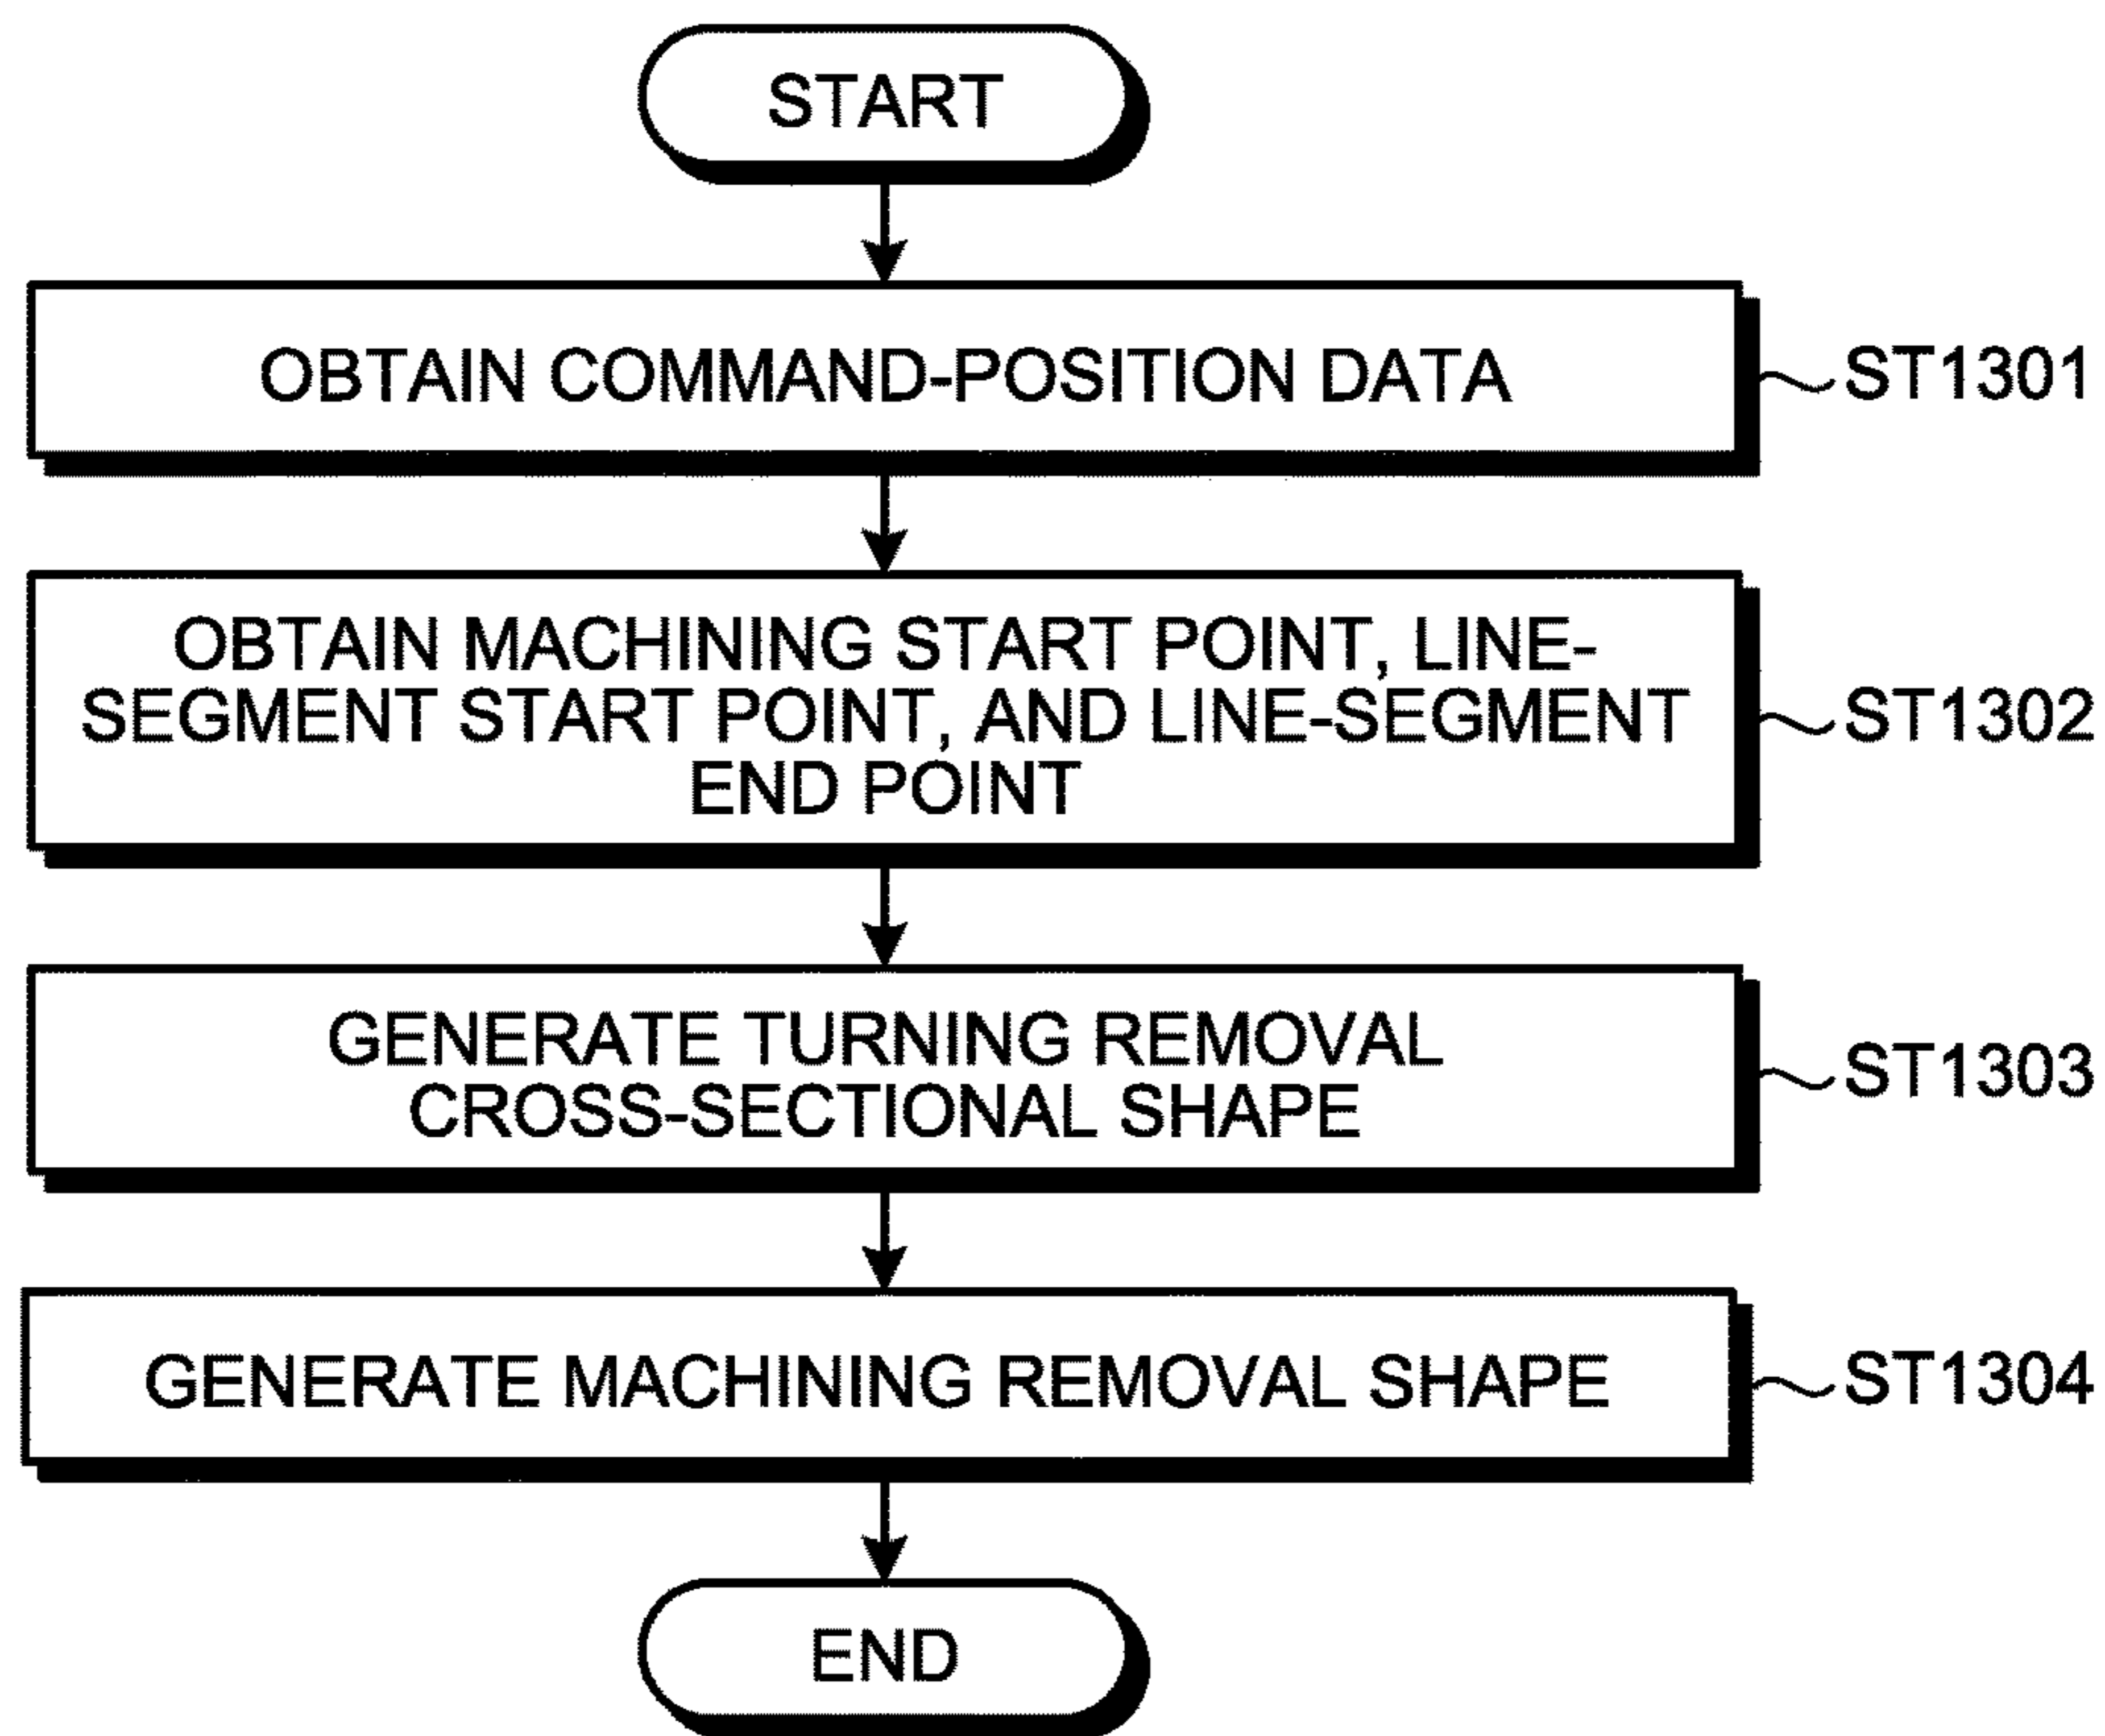 START
OBTAIN COMMAND-POSITION DATA
ST1301
OBTAIN MACHINING START POINT, LINE-
SEGMENT START POINT, AND LINE-SEGMENT
END POINT
ST1302
GENERATE TURNING REMOVAL
CROSS-SECTIONAL SHAPE
ST1303
GENERATE MACHINING REMOVAL SHAPE
ST1304
END